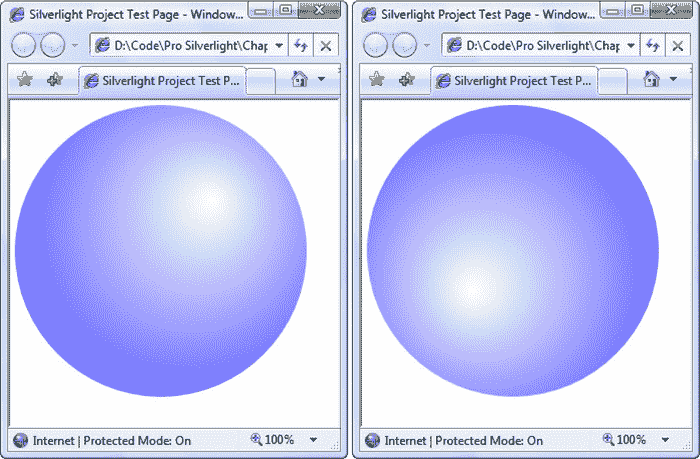 Silverlight Project Test Page - Window...
D:\Code\Pro Silverlight\Chap
Silverlight Project Test P...
Internet | Protected Mode: On
100%
Silverlight Project Test Page - Window...
D:\Code\Pro Silverlight\Chap
Silverlight Project Test P...
Internet | Protected Mode: On
100%